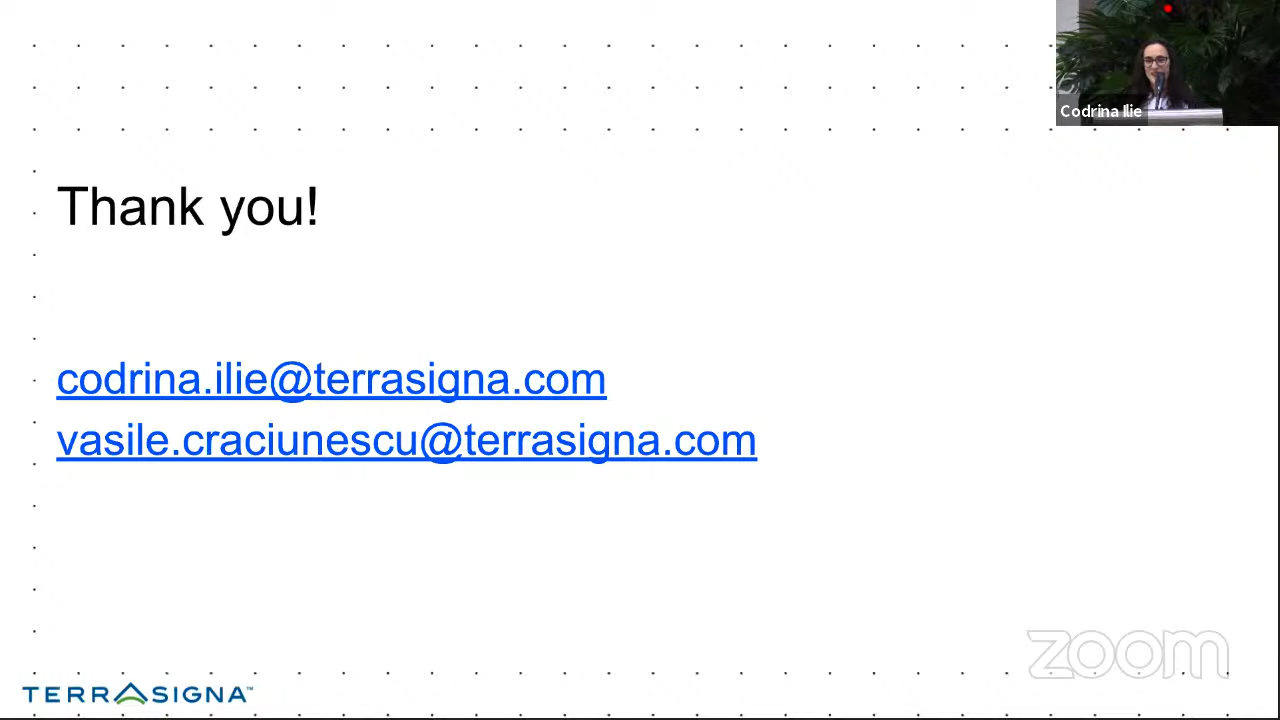 Codrina Ilie
Thank you!
codrina.ilie@terrasigna.com
vasile.craciunescu@terrasigna.com
zoom
TERRASIGNA™